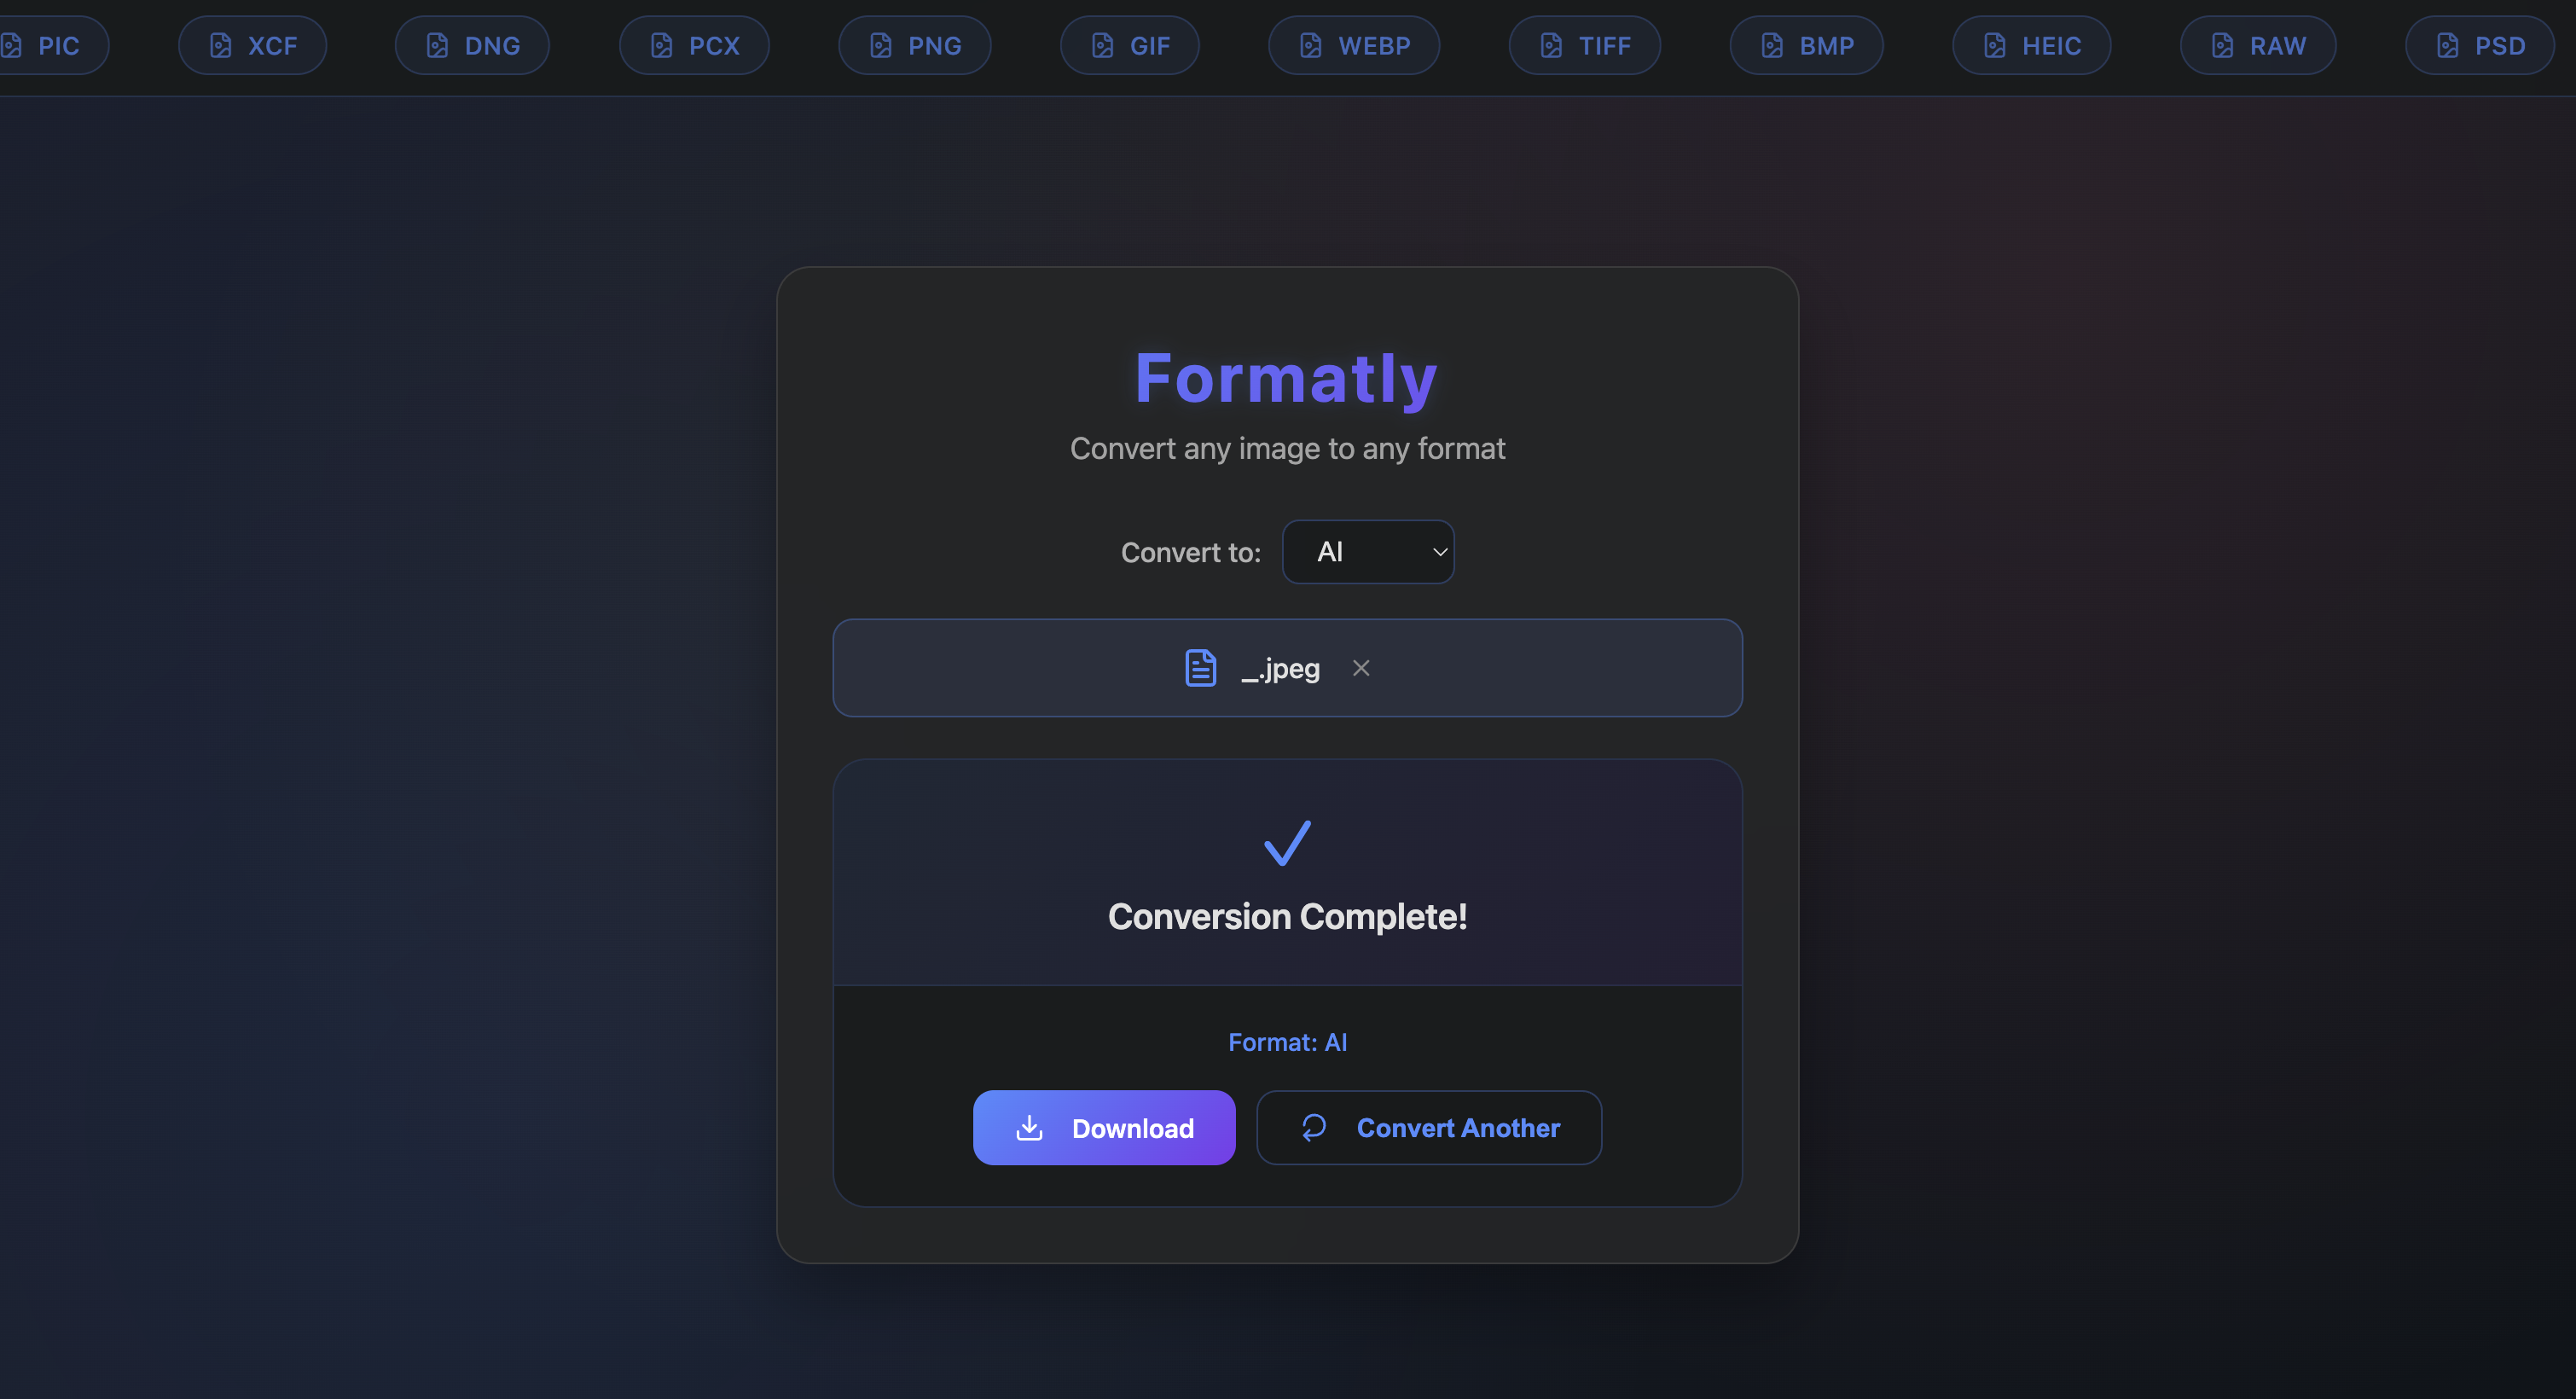 PIC XCF DNG PCX PNG GIF WEBP TIFF BMP HEIC RAW PSD
Formatly
Convert any image to any format
Convert to: AI
_.jpeg
Conversion Complete!
Format: AI
Download Convert Another